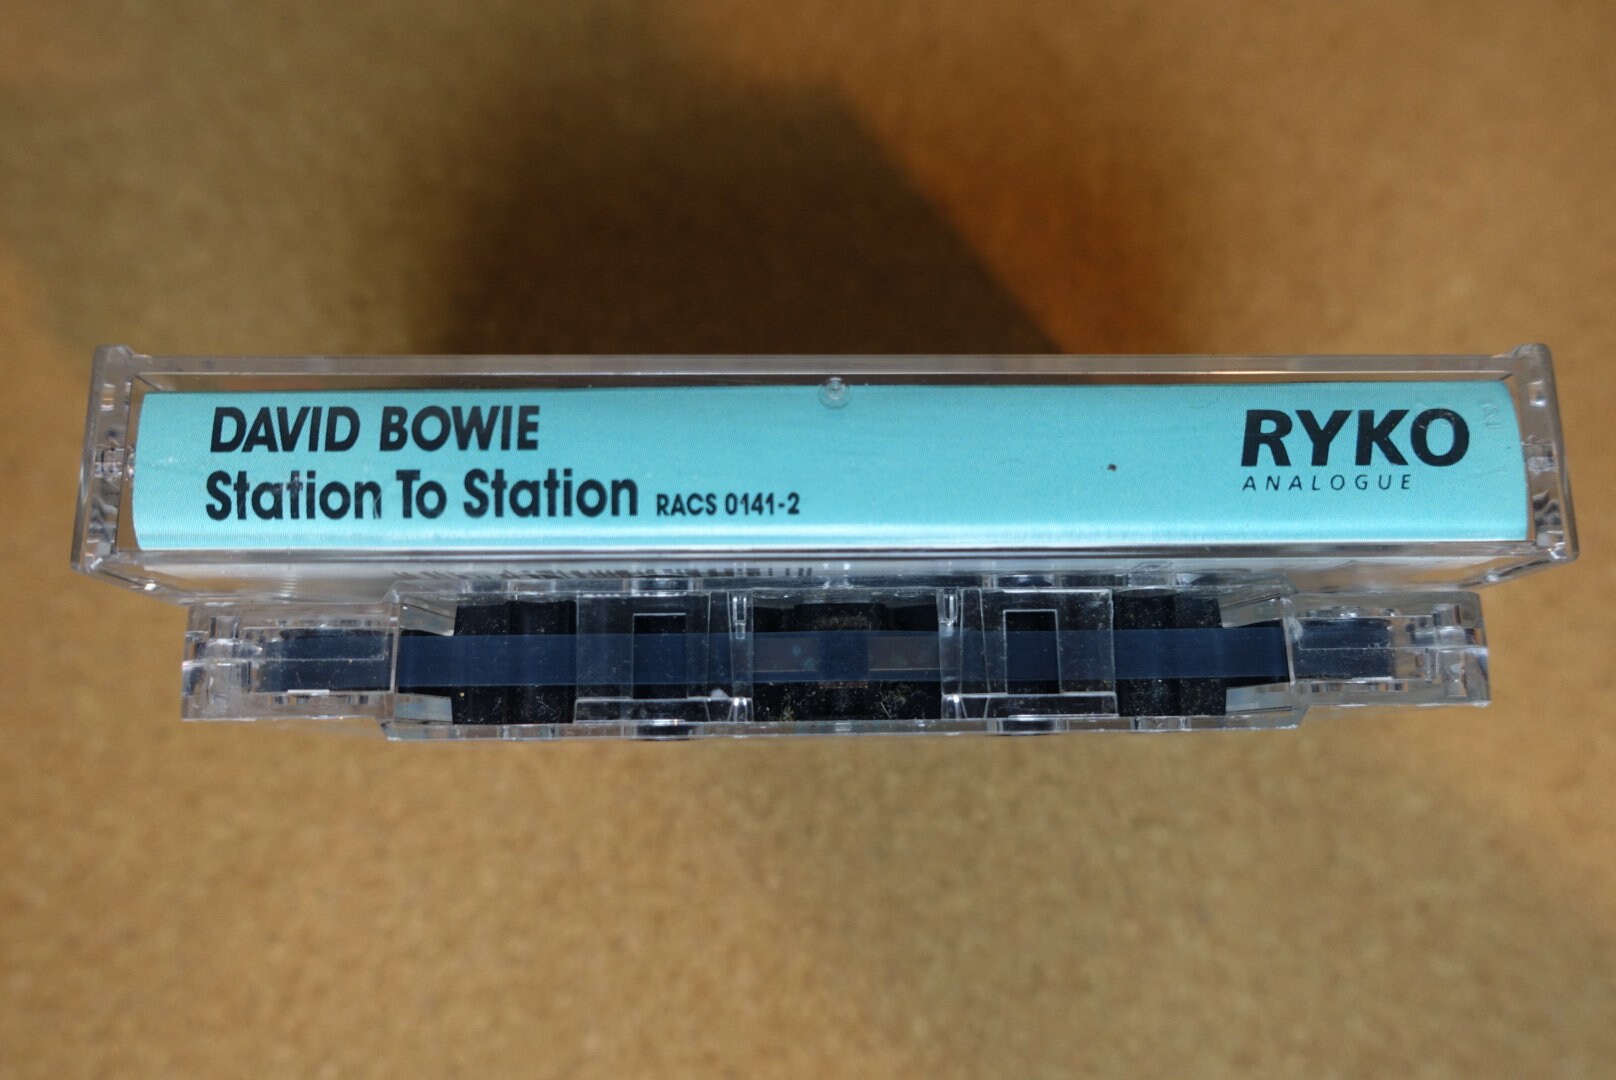 DAVID BOWIE
Station To Station RACS 0141-2
RYKO
ANALOGUE